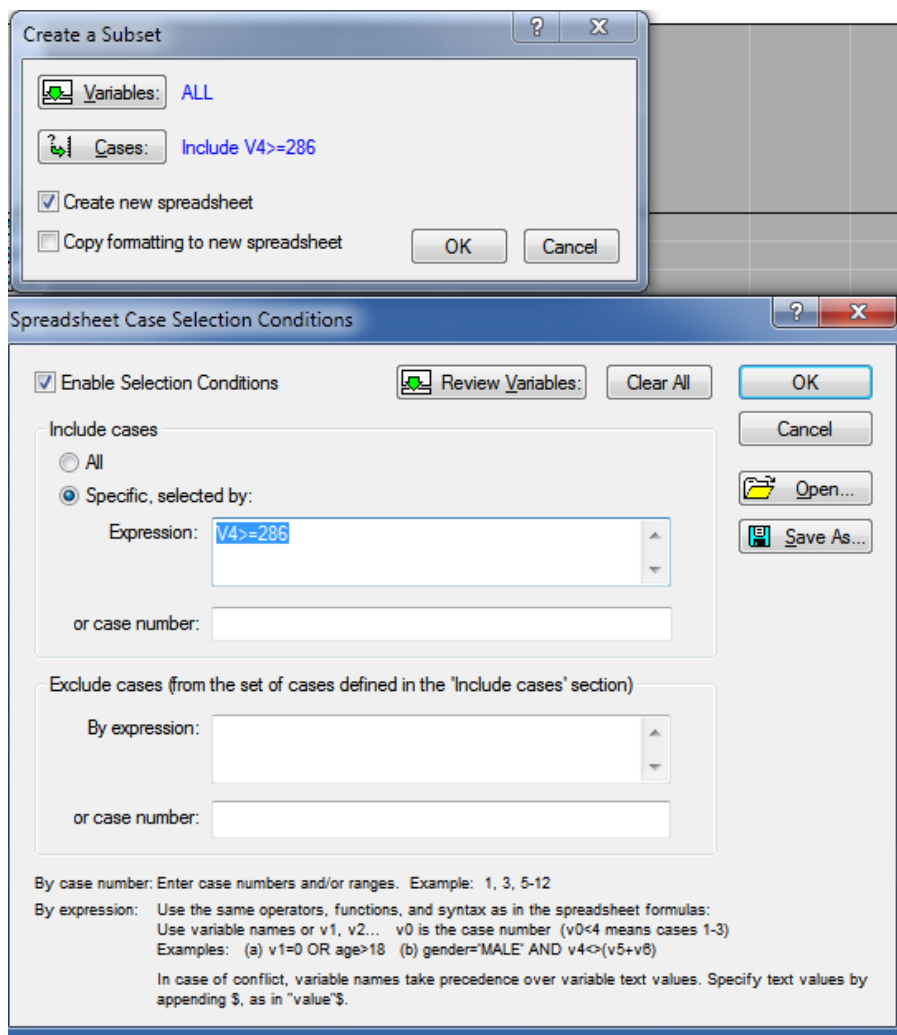 Create a Subset
Variables: ALL
Cases: Include V4>=286
Create new spreadsheet
Copy formatting to new spreadsheet OK Cancel
Spreadsheet Case Selection Conditions
Enable Selection Conditions Review Variables: Clear All OK
Include cases Cancel
All
Specific, selected by: Open...
Expression: V4>=286 Save As...
or case number:
Exclude cases (from the set of cases defined in the 'Include cases' section)
By expression:
or case number:
By case number: Enter case numbers and/or ranges. Example: 1, 3, 5-12
By expression: Use the same operators, functions, and syntax as in the spreadsheet formulas:
Use variable names or v1, v2... v0 is the case number (v0<4 means cases 1-3)
Examples: (a) v1=0 OR age>18 (b) gender="MALE" AND v4<>(v5+v6)
In case of conflict, variable names take precedence over variable text values. Specify text values by
appending $, as in "value"$.